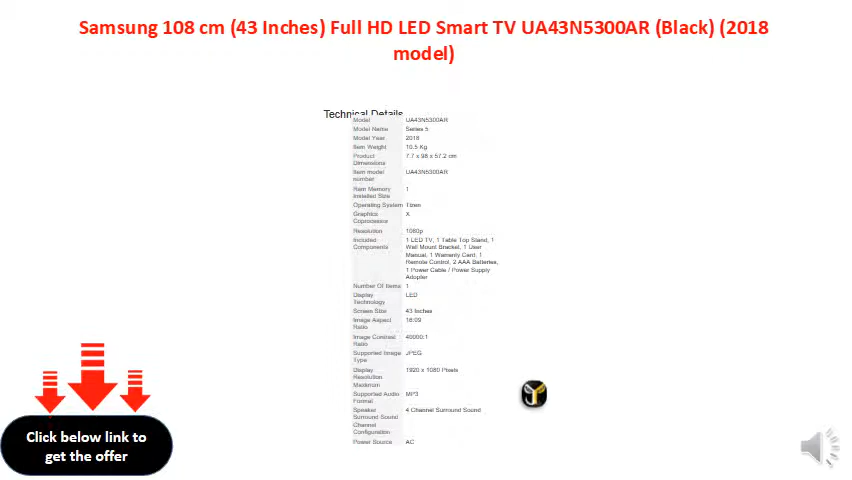 Samsung 108 cm (43 Inches) Full HD LED Smart TV UA43N5300AR (Black) (2018
model)
Technical Details
Model UA43N5300AR
Model Name Series 5
Model Year 2018
Item Weight 10.5 Kg
Product 7.7 x 98 x 57.2 cm
Dimensions
Item model UA43N5300AR
number
Ram Memory 1
Installed Size
Operating System Tizen
Graphics X
Coprocessor
Resolution 1080p
Included 1 LED TV, 1 Table Top Stand, 1
Components Wall Mount Bracket, 1 User
Manual, 1 Warranty Card, 1
Remote Control, 2 AAA Batteries,
1 Power Cable / Power Supply
Adopter
Number Of Items 1
Display LED
Technology
Screen Size 43 Inches
Image Aspect 16:09
Ratio
Image Contrast 40000:1
Ratio
Supported Image JPEG
Type
Display 1920 x 1080 Pixels
Resolution
Maximum
Supported Audio MP3
Format
Speaker 4 Channel Surround Sound
Surround Sound
Channel
Configuration
Power Source AC
Click below link to
get the offer